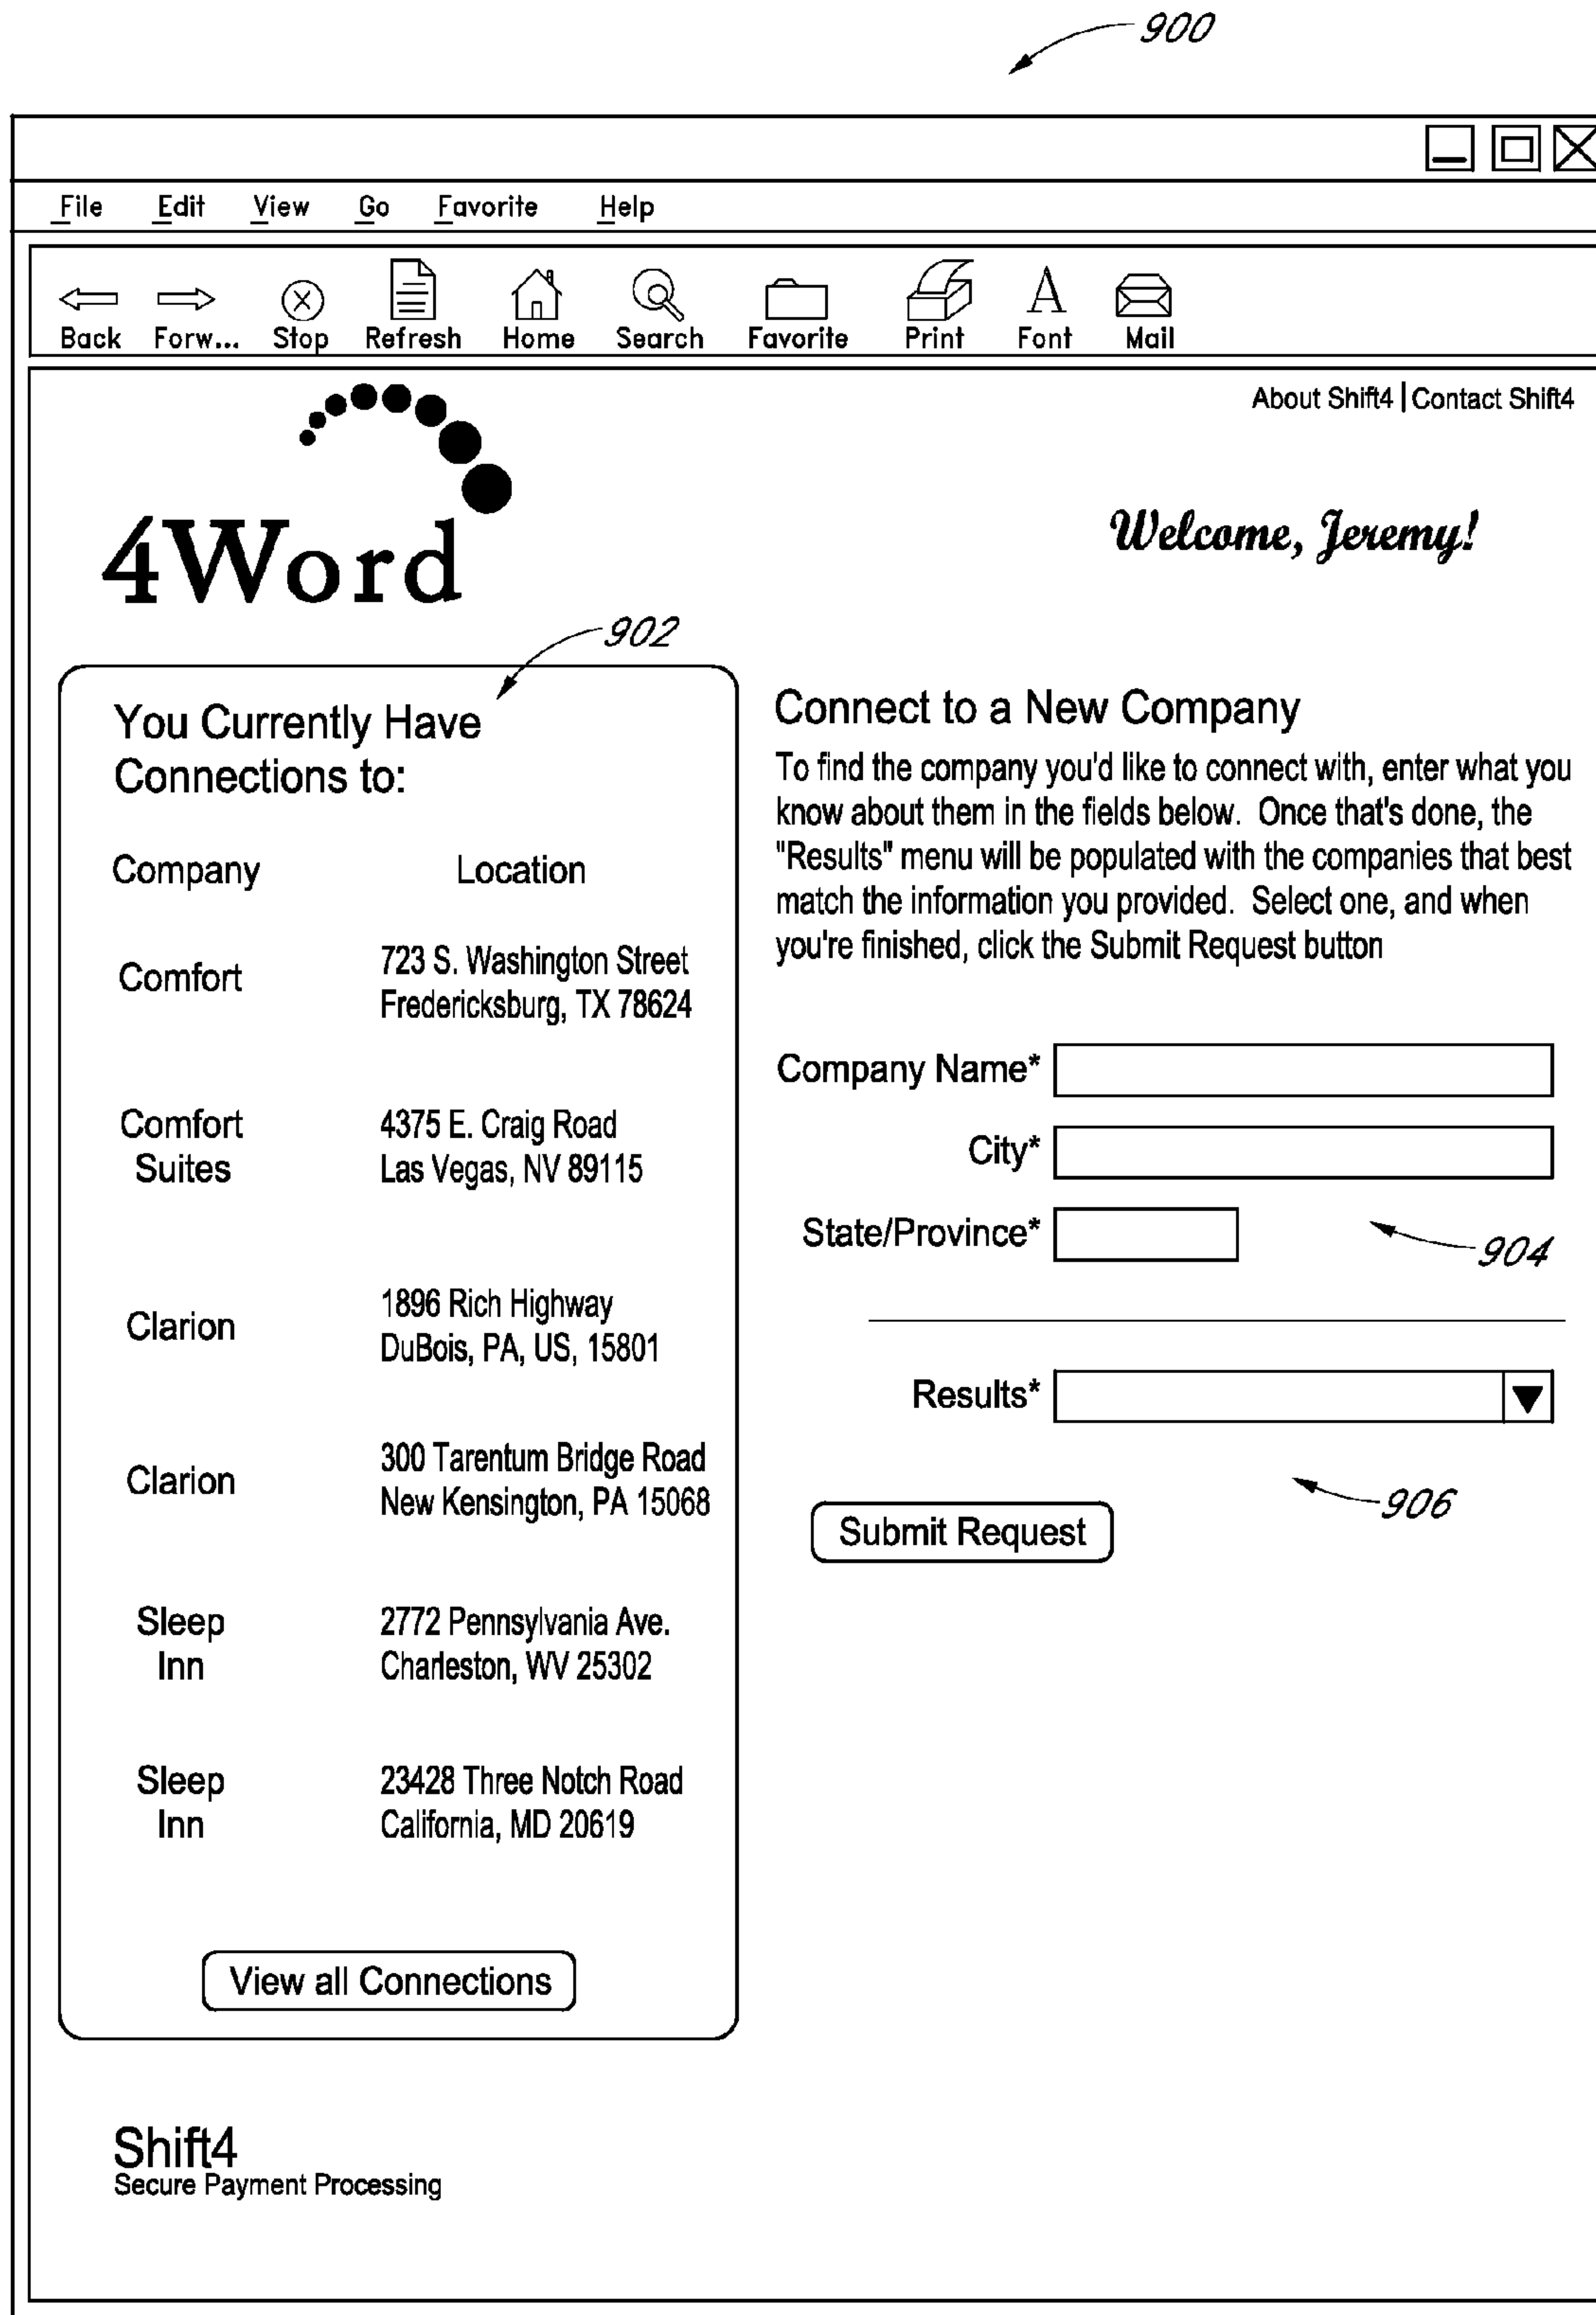 900
File Edit View Go Favorite Help
Back Forw... Stop Refresh Home Search Favorite Print Font Mail
About Shift4 | Contact Shift4
4Word
Welcome, Jeremy!
902
You Currently Have
Connections to:
Company Location
Comfort
723 S. Washington Street
Fredericksburg, TX 78624
Comfort
Suites
4375 E. Craig Road
Las Vegas, NV 89115
Clarion
1896 Rich Highway
DuBois, PA, US, 15801
Clarion
300 Tarentum Bridge Road
New Kensington, PA 15068
Sleep
Inn
2772 Pennsylvania Ave.
Charleston, WV 25302
Sleep
Inn
23428 Three Notch Road
California, MD 20619
View all Connections
Connect to a New Company
To find the company you'd like to connect with, enter what you
know about them in the fields below. Once that's done, the
"Results" menu will be populated with the companies that best
match the information you provided. Select one, and when
you're finished, click the Submit Request button
Company Name*
City*
State/Province*
904
Results*
906
Submit Request
Shift4
Secure Payment Processing